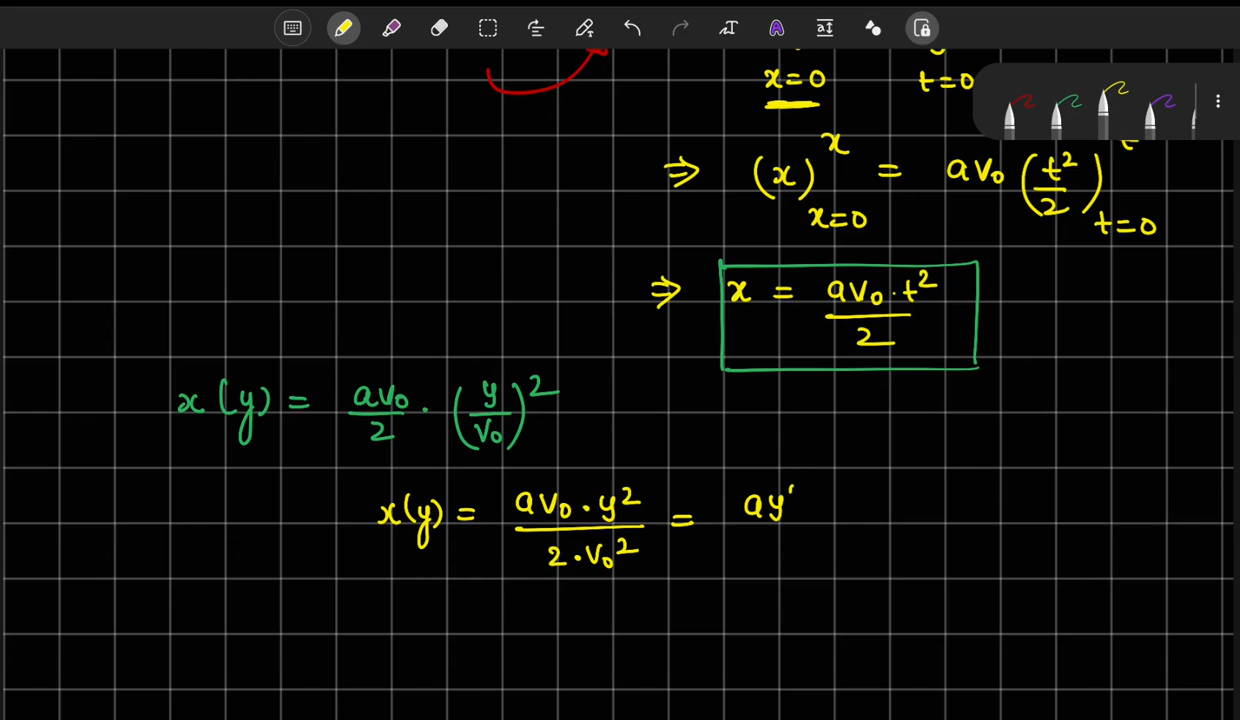 x=0 t=0
⇒ (x)^x_{x=0} = av₀(t²/2)^t_{t=0}
⇒ x = av₀·t²/2
x(y) = av₀/2 · (y/v₀)²
x(y) = av₀·y²/2·v₀² = ay'